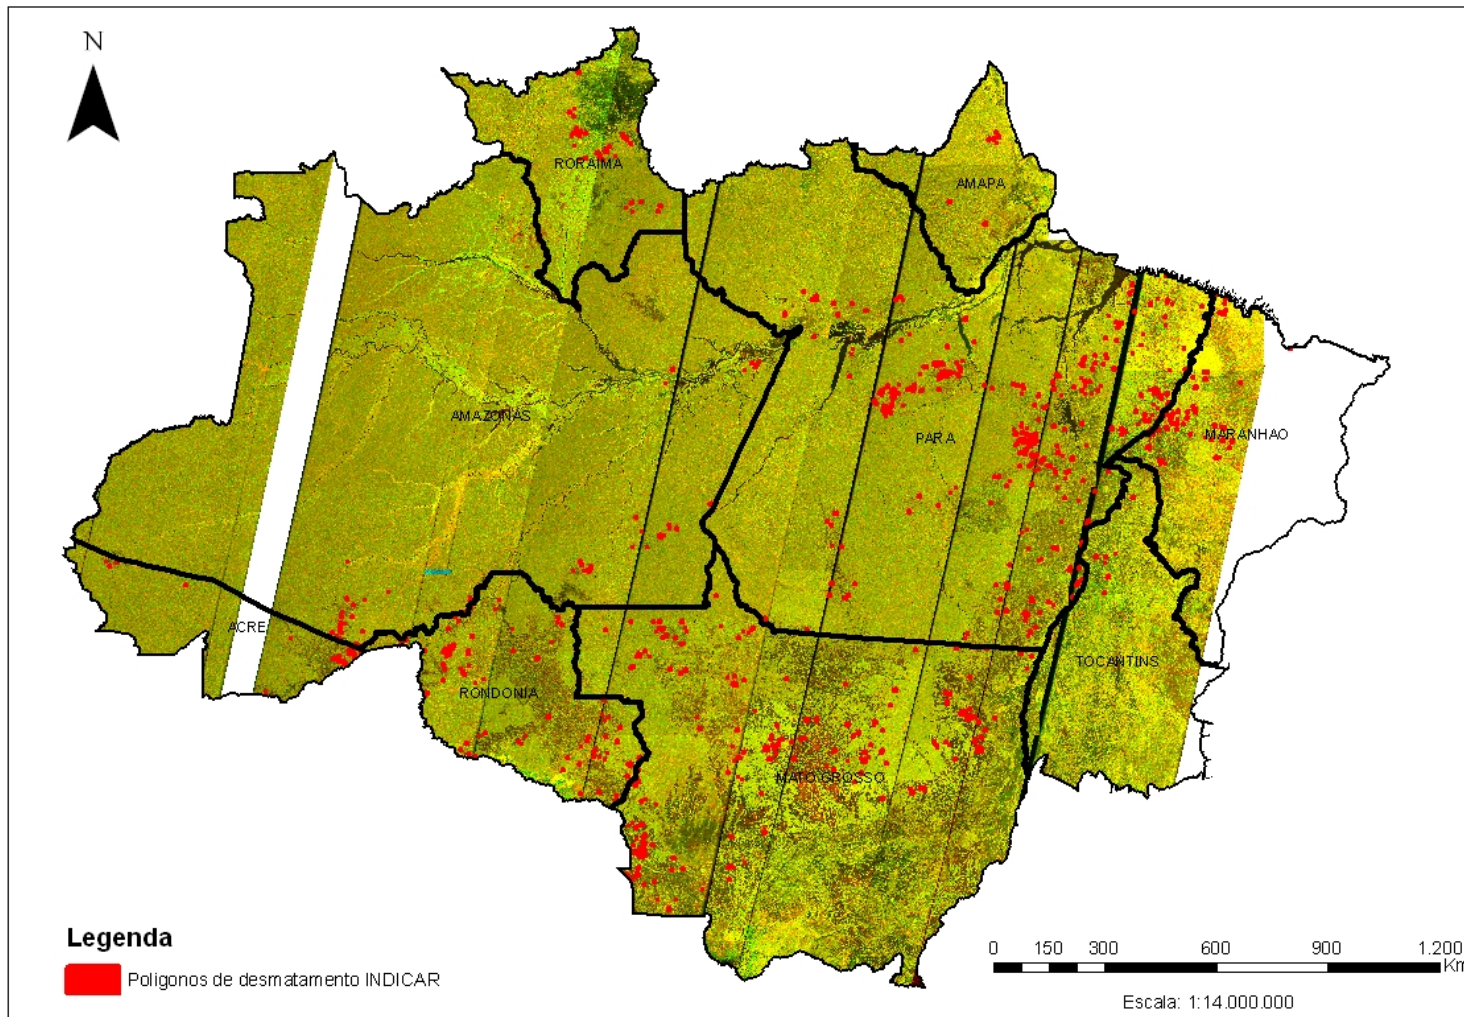 N
RORAIMA
AMAPA
AMAZONAS
PARA
MARANHAO
ACRE
TOCANTINS
RONDONIA
MATO GROSSO
Legenda
Poligonos de desmatamento INDICAR
0 150 300 600 900 1.200
Km
Escala: 1:14.000.000